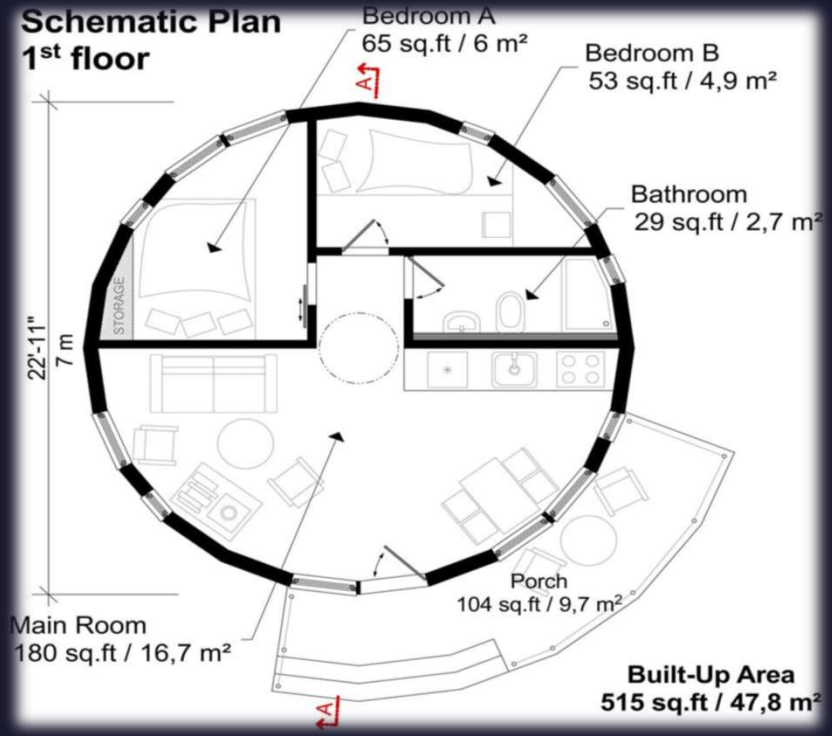 Schematic Plan
1st floor
Bedroom A
65 sq.ft / 6 m²
Bedroom B
53 sq.ft / 4,9 m²
A
Bathroom
29 sq.ft / 2,7 m²
STORAGE
22'-11"
7 m
Porch
104 sq.ft / 9,7 m²
Main Room
180 sq.ft / 16,7 m²
A
Built-Up Area
515 sq.ft / 47,8 m²